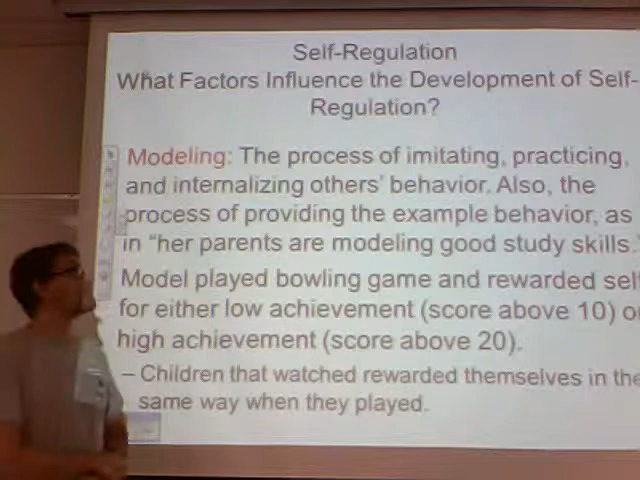 Self-Regulation
What Factors Influence the Development of Self-
Regulation?
Modeling: The process of imitating, practicing,
and internalizing others' behavior. Also, the
process of providing the example behavior, as
in "her parents are modeling good study skills."
Model played bowling game and rewarded self
for either low achievement (score above 10) or
high achievement (score above 20).
– Children that watched rewarded themselves in the
same way when they played.